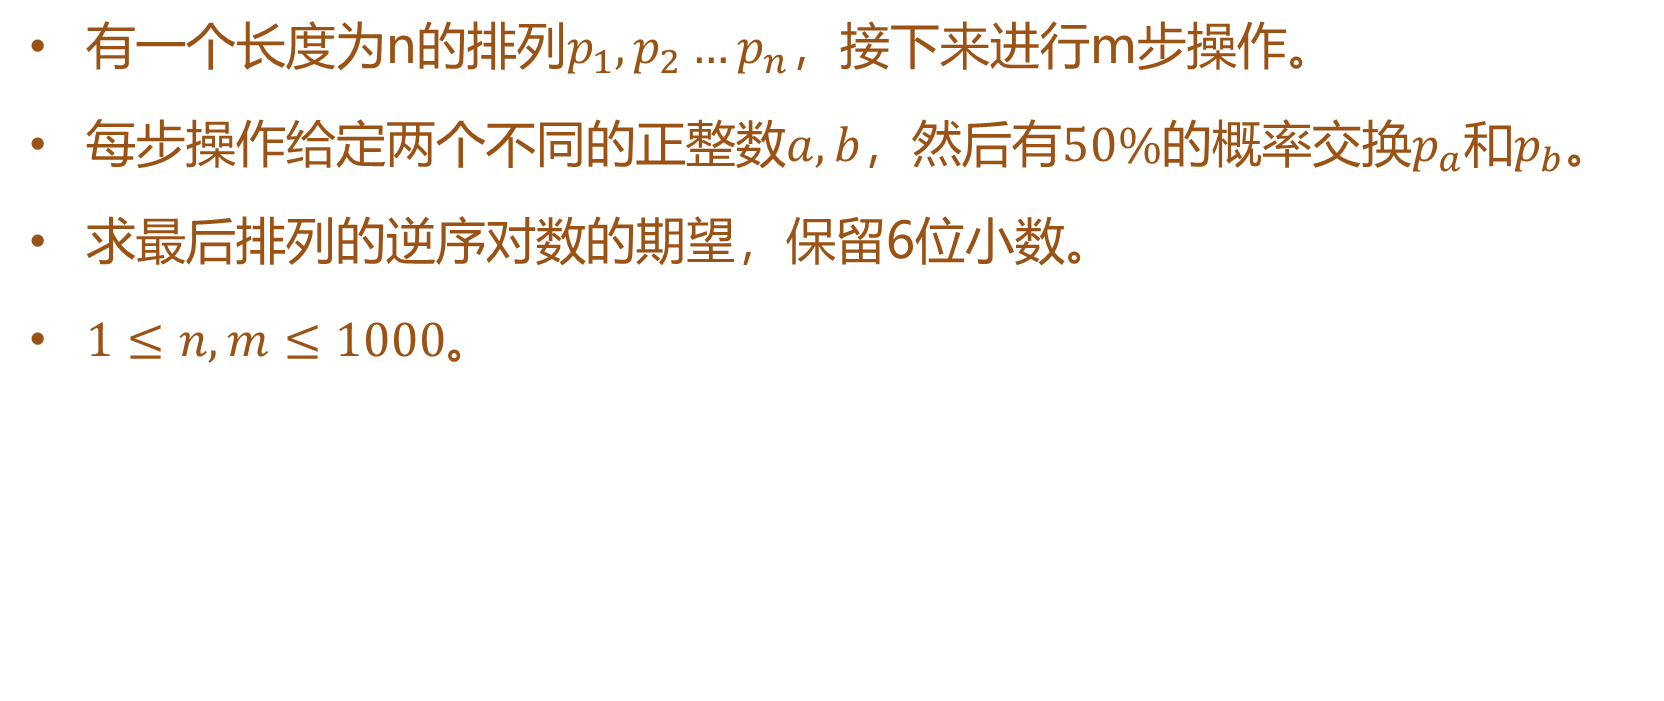 • 有一个长度为n的排列p₁, p₂ … pₙ，接下来进行m步操作。
• 每步操作给定两个不同的正整数a, b，然后有50%的概率交换pₐ和p_b。
• 求最后排列的逆序对数的期望，保留6位小数。
• 1 ≤ n, m ≤ 1000。